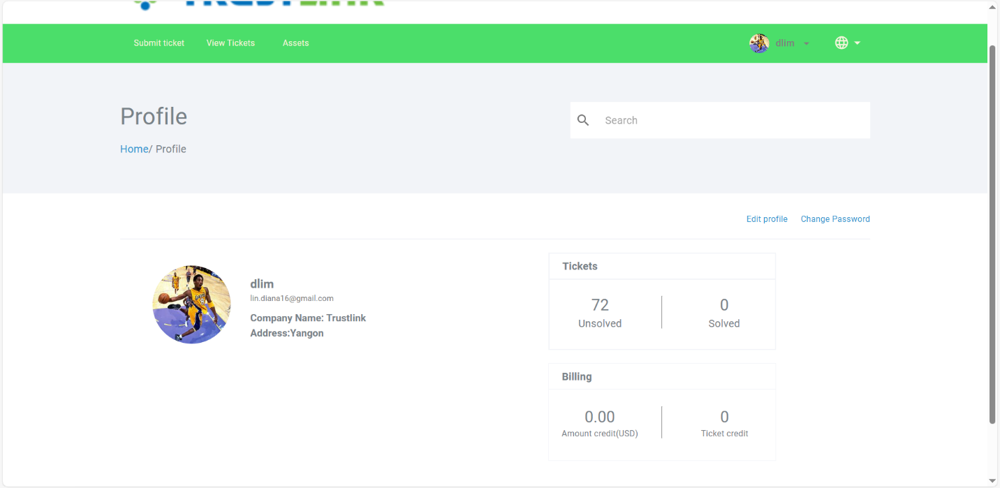 TRUSTLINK
Submit ticket
View Tickets
Assets
dlim
Profile
Search
Home/ Profile
Edit profile
Change Password
dlim
lin.diana16@gmail.com
Company Name: Trustlink
Address:Yangon
Tickets
72
Unsolved
0
Solved
Billing
0.00
Amount credit(USD)
0
Ticket credit